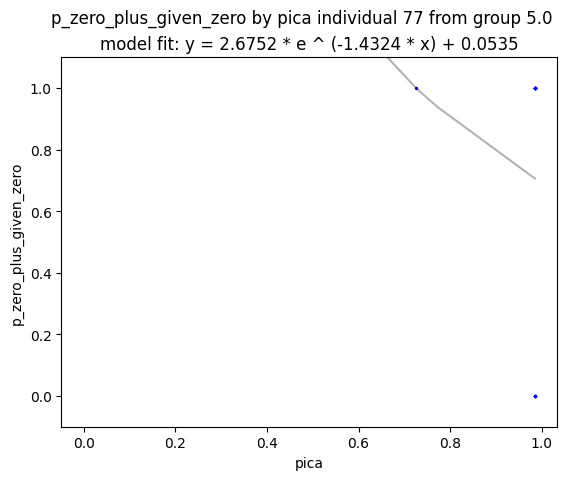 p_zero_plus_given_zero by pica individual 77 from group 5.0
model fit: y = 2.6752 * e ^ (-1.4324 * x) + 0.0535
1.0
0.8
0.6
0.4
0.2
0.0
p_zero_plus_given_zero
0.0 0.2 0.4 0.6 0.8 1.0
pica